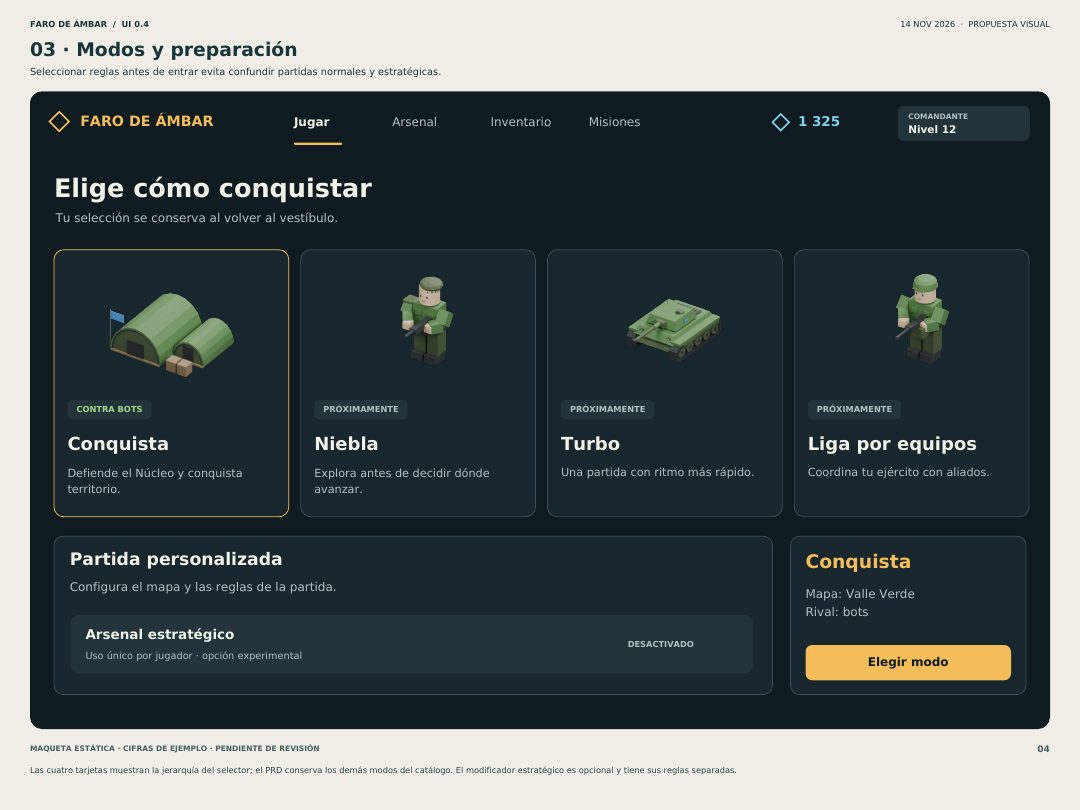 FARO DE ÁMBAR / UI 0.4
14 NOV 2026 · PROPUESTA VISUAL
03 · Modos y preparación
Seleccionar reglas antes de entrar evita confundir partidas normales y estratégicas.
FARO DE ÁMBAR
Jugar
Arsenal
Inventario
Misiones
1 325
COMANDANTE
Nivel 12
Elige cómo conquistar
Tu selección se conserva al volver al vestíbulo.
CONTRA BOTS
Conquista
Defiende el Núcleo y conquista
territorio.
PRÓXIMAMENTE
Niebla
Explora antes de decidir dónde
avanzar.
PRÓXIMAMENTE
Turbo
Una partida con ritmo más rápido.
PRÓXIMAMENTE
Liga por equipos
Coordina tu ejército con aliados.
Partida personalizada
Configura el mapa y las reglas de la partida.
Arsenal estratégico
Uso único por jugador · opción experimental
DESACTIVADO
Conquista
Mapa: Valle Verde
Rival: bots
Elegir modo
MAQUETA ESTÁTICA · CIFRAS DE EJEMPLO · PENDIENTE DE REVISIÓN
04
Las cuatro tarjetas muestran la jerarquía del selector; el PRD conserva los demás modos del catálogo. El modificador estratégico es opcional y tiene sus reglas separadas.